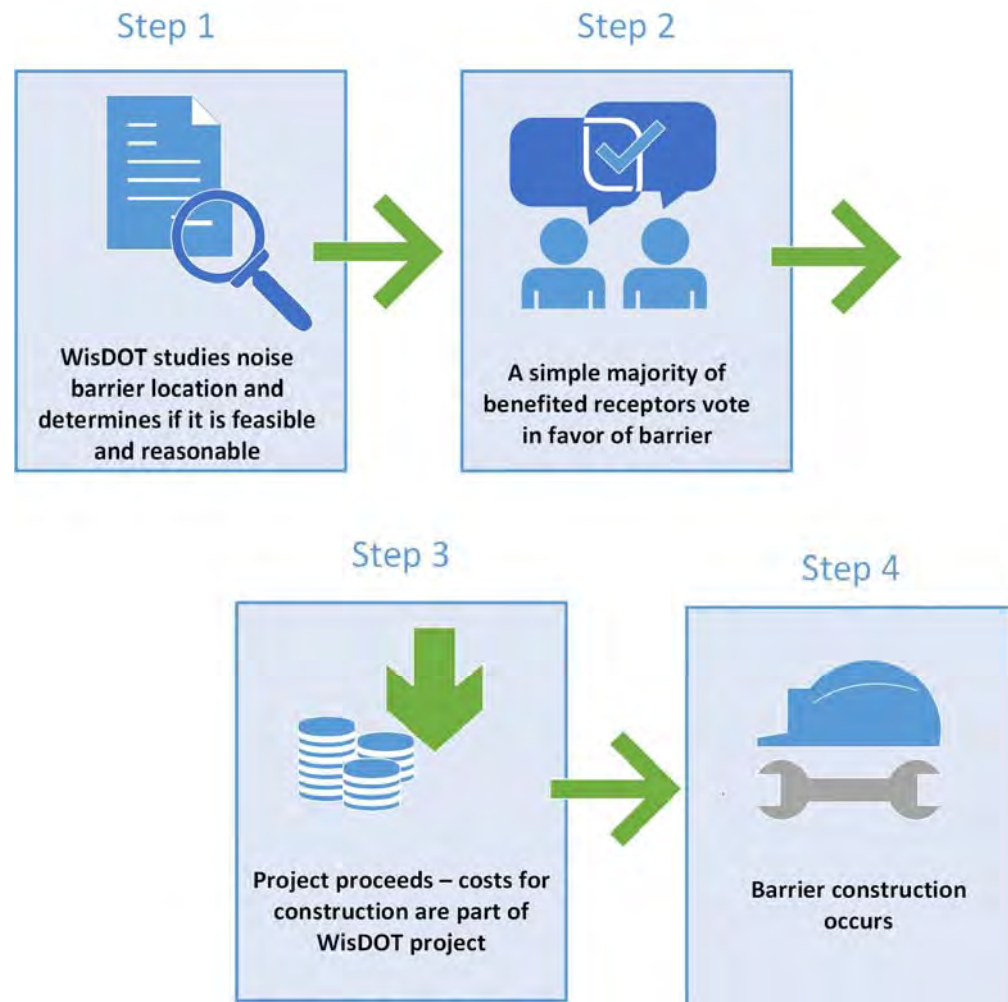 Step 1
Step 2
WisDOT studies noise
barrier location and
determines if it is feasible
and reasonable
A simple majority of
benefited receptors vote
in favor of barrier
Step 3
Step 4
Project proceeds – costs for
construction are part of
WisDOT project
Barrier construction
occurs